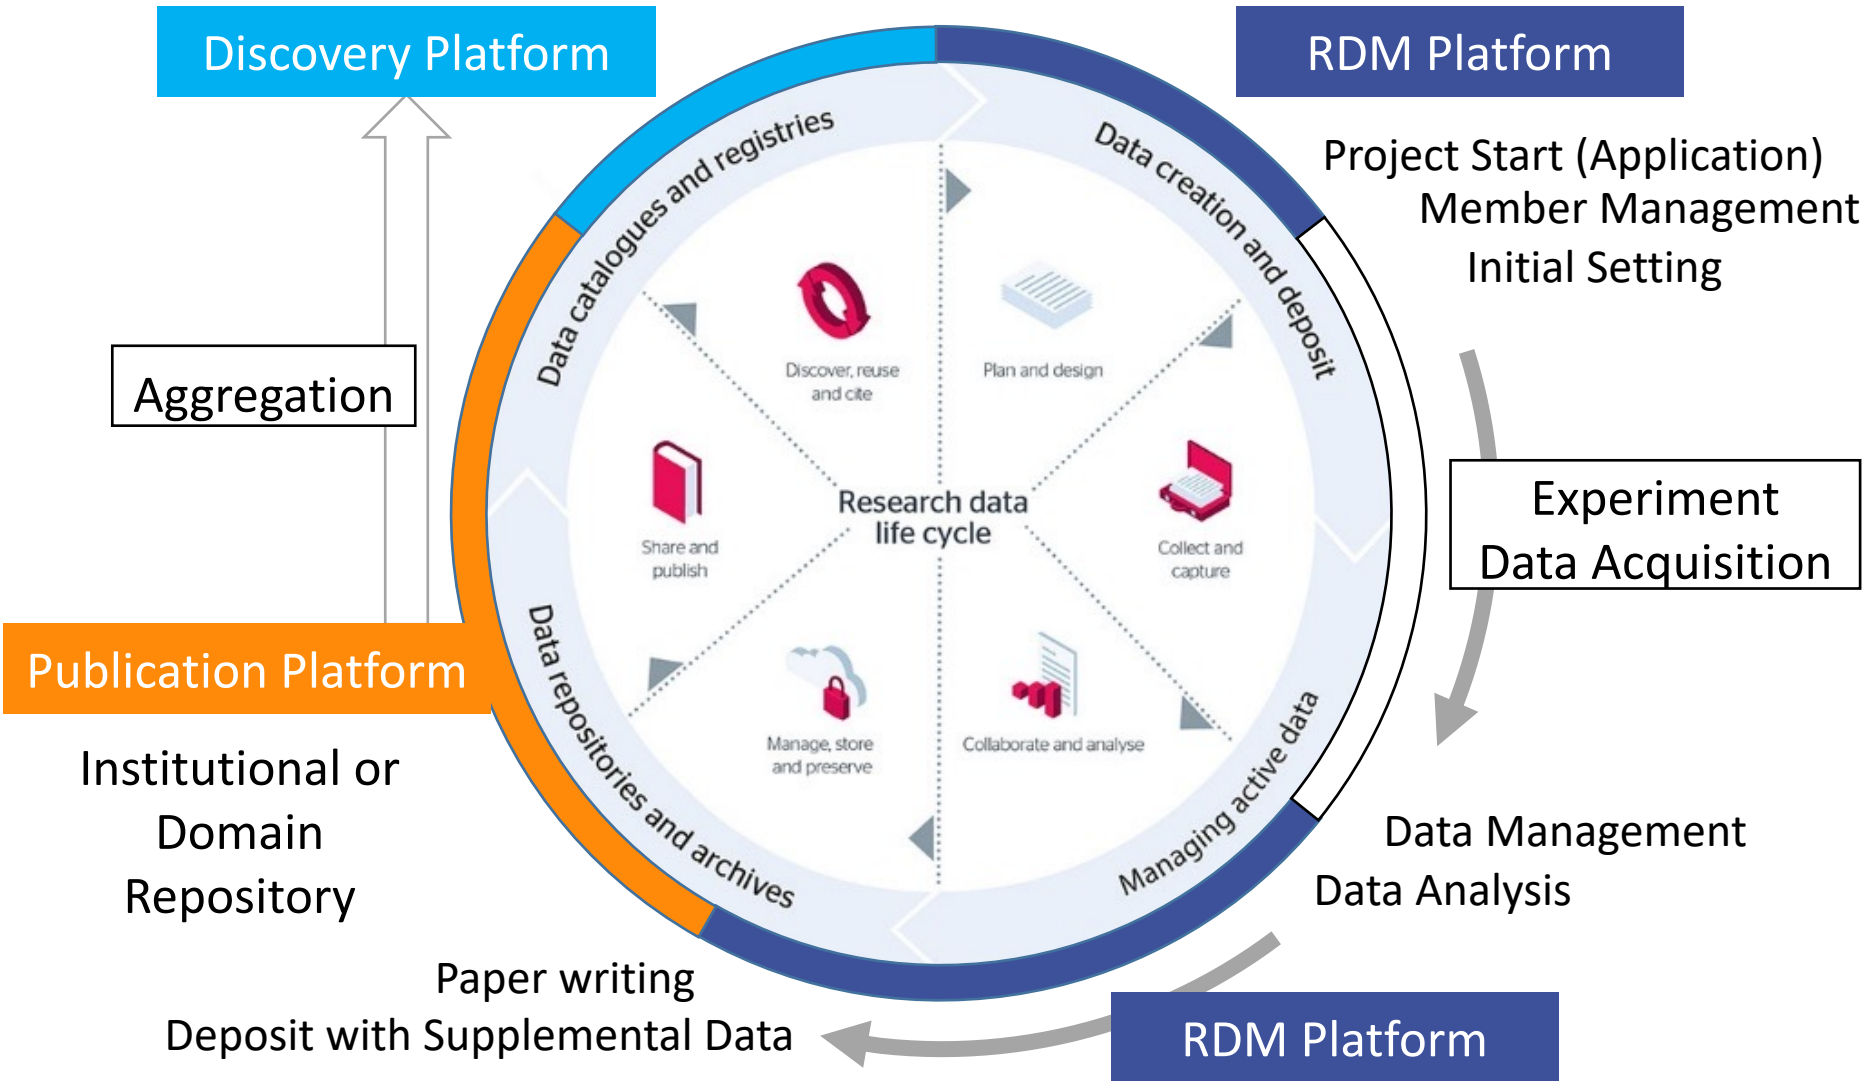 Discovery Platform
RDM Platform
Project Start (Application)
Member Management
Initial Setting
Aggregation
Experiment
Data Acquisition
Publication Platform
Institutional or
Domain
Repository
Data Management
Data Analysis
Paper writing
Deposit with Supplemental Data
RDM Platform
Data catalogues and registries
Data creation and deposit
Managing active data
Data repositories and archives
Research data
life cycle
Discover, reuse
and cite
Plan and design
Collect and
capture
Collaborate and analyse
Manage, store
and preserve
Share and
publish